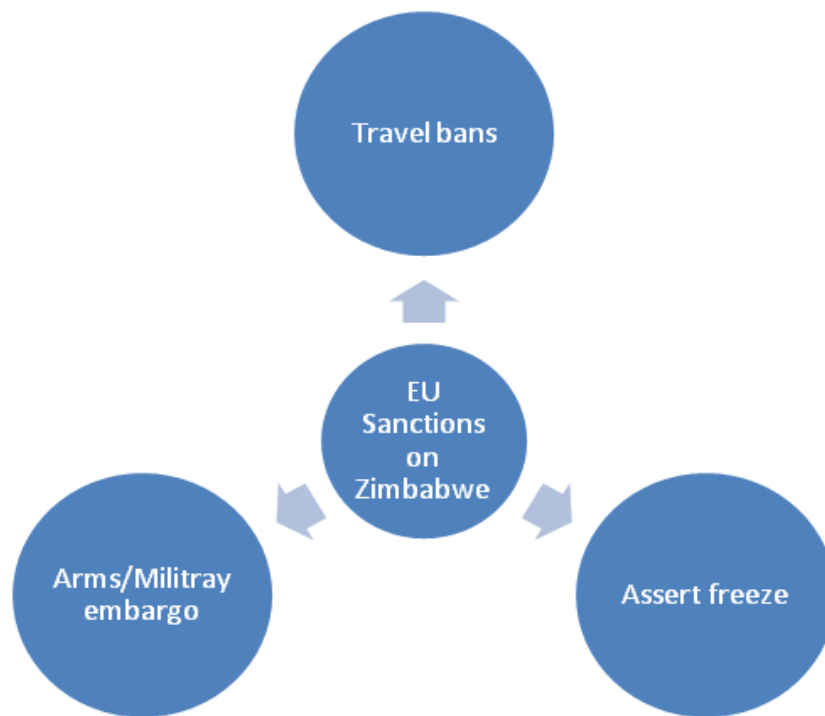 Travel bans
EU
Sanctions
on
Zimbabwe
Arms/Militray
embargo
Assert freeze